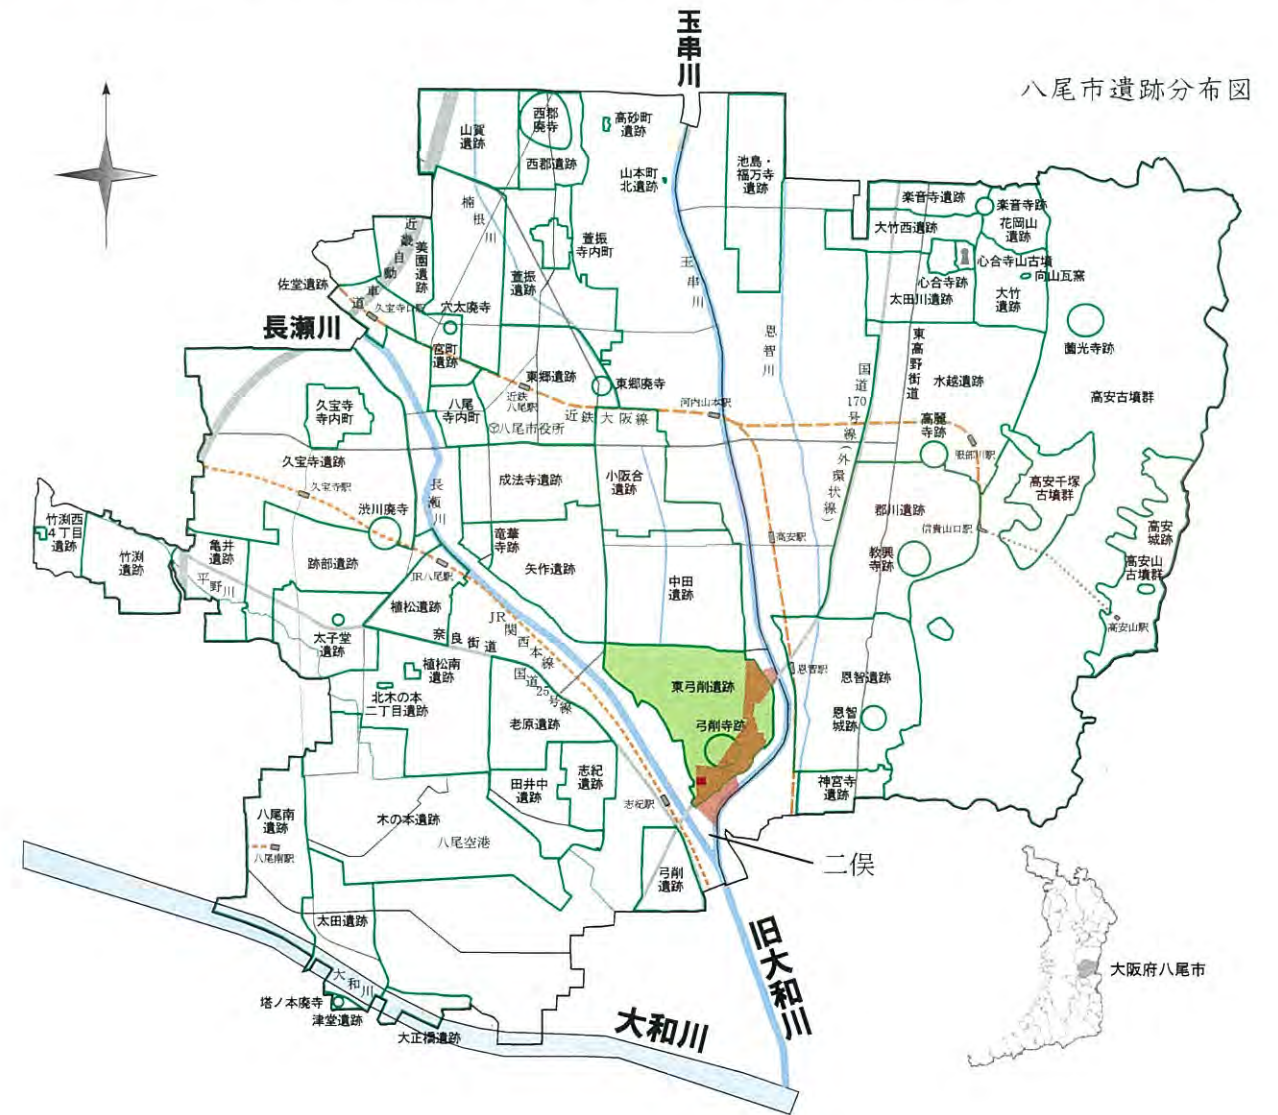 八尾市遺跡分布図
玉串川
山賀
遺跡
西郡
廃寺
西郡遺跡
高砂町
遺跡
山本町
北遺跡
池島・
福万寺
遺跡
楽音寺遺跡
楽音寺跡
大竹西遺跡
花岡山
遺跡
心合寺山古墳
向山瓦窯
心合寺跡
太田川遺跡
大竹
遺跡
楠根川
近畿自動車道
美園遺跡
萱振
寺内町
萱振
遺跡
玉串川
恩智川
佐堂遺跡
久宝寺口駅
穴太廃寺
長瀬川
宮町
遺跡
東郷遺跡
東郷廃寺
近鉄
八尾駅
近鉄大阪線
河内山本駅
国道170号線(外環状線)
東高野街道
水越遺跡
薗光寺跡
高安古墳群
高麗
寺跡
服部川駅
久宝寺
寺内町
八尾
寺内町
八尾市役所
久宝寺遺跡
久宝寺駅
長瀬川
成法寺遺跡
小阪合
遺跡
渋川廃寺
竜華
寺跡
郡川遺跡
高安千塚
古墳群
信貴山口駅
高安
城跡
高安山
古墳群
高安山駅
教興
寺跡
高安駅
竹渕西
4丁目
遺跡
竹渕
遺跡
亀井
遺跡
平野川
跡部遺跡
JR八尾駅
矢作遺跡
中田
遺跡
植松遺跡
太子堂
遺跡
奈良街道
JR関西本線
国道25号線
植松南
遺跡
北木の本
二丁目遺跡
老原遺跡
東弓削遺跡
弓削寺跡
恩智駅
恩智遺跡
恩智
城跡
神宮寺
遺跡
田井中
遺跡
志紀
遺跡
志紀駅
八尾南
遺跡
八尾南駅
木の本遺跡
八尾空港
弓削
遺跡
二俣
太田遺跡
大和川
塔ノ本廃寺
津堂遺跡
大正橋遺跡
大和川
旧大和川
大阪府八尾市